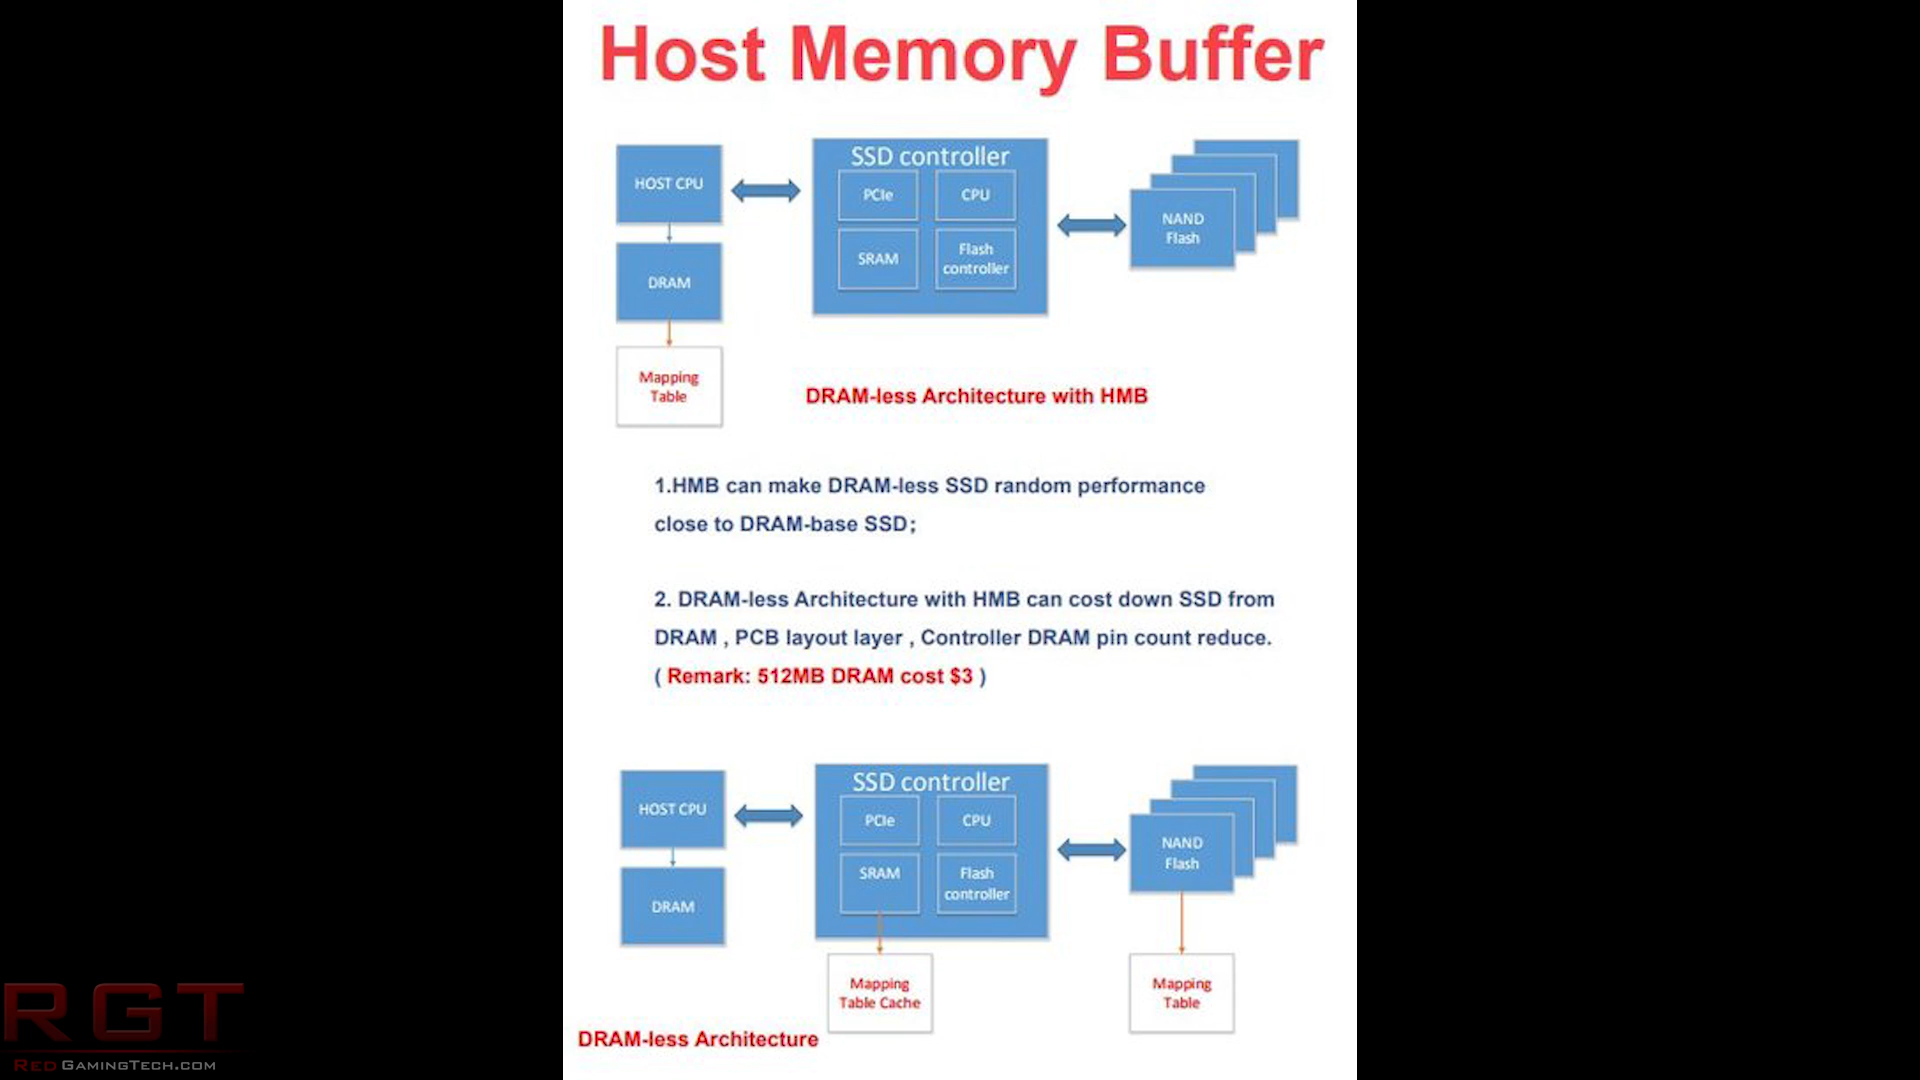 Host Memory Buffer
HOST CPU
SSD controller
PCIe
CPU
SRAM
Flash
controller
NAND
Flash
DRAM
Mapping
Table
DRAM-less Architecture with HMB
1.HMB can make DRAM-less SSD random performance
close to DRAM-base SSD;
2. DRAM-less Architecture with HMB can cost down SSD from
DRAM , PCB layout layer , Controller DRAM pin count reduce.
( Remark: 512MB DRAM cost $3 )
HOST CPU
SSD controller
PCIe
CPU
SRAM
Flash
controller
NAND
Flash
DRAM
Mapping
Table Cache
Mapping
Table
DRAM-less Architecture
RGT
REDGAMINGTECH.COM